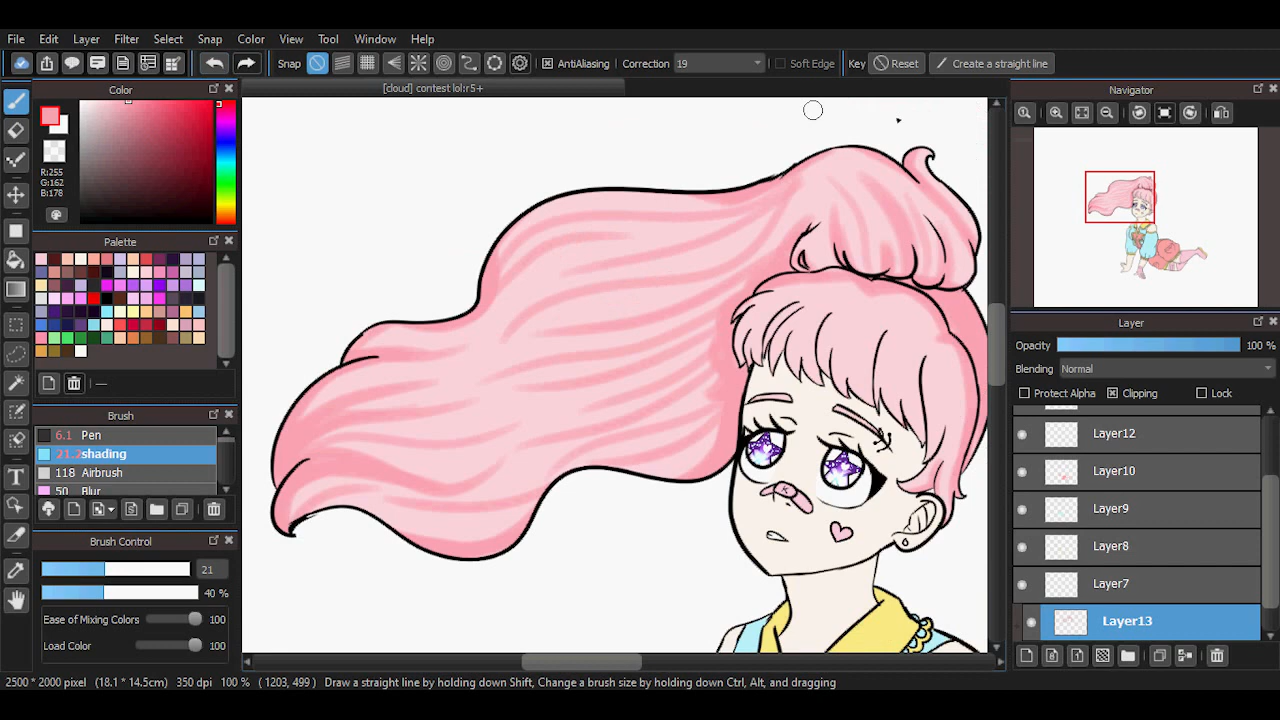 File Edit Layer Filter Select Snap Color View Tool Window Help
Snap AntiAliasing Correction 19 Soft Edge Key Reset Create a straight line
Color
R:255
G:162
B:178
Palette
Brush
6.1 Pen
21.2 shading
118 Airbrush
50 Blur
Brush Control
21
40 %
Ease of Mixing Colors 100
Load Color 100
[cloud] contest lol:r5+
Navigator
Layer
Opacity 100 %
Blending Normal
Protect Alpha Clipping Lock
Layer12
Layer10
Layer9
Layer8
Layer7
Layer13
2500 * 2000 pixel (18.1 * 14.5cm) 350 dpi 100 % ( 1203, 499 ) Draw a straight line by holding down Shift, Change a brush size by holding down Ctrl, Alt, and dragging